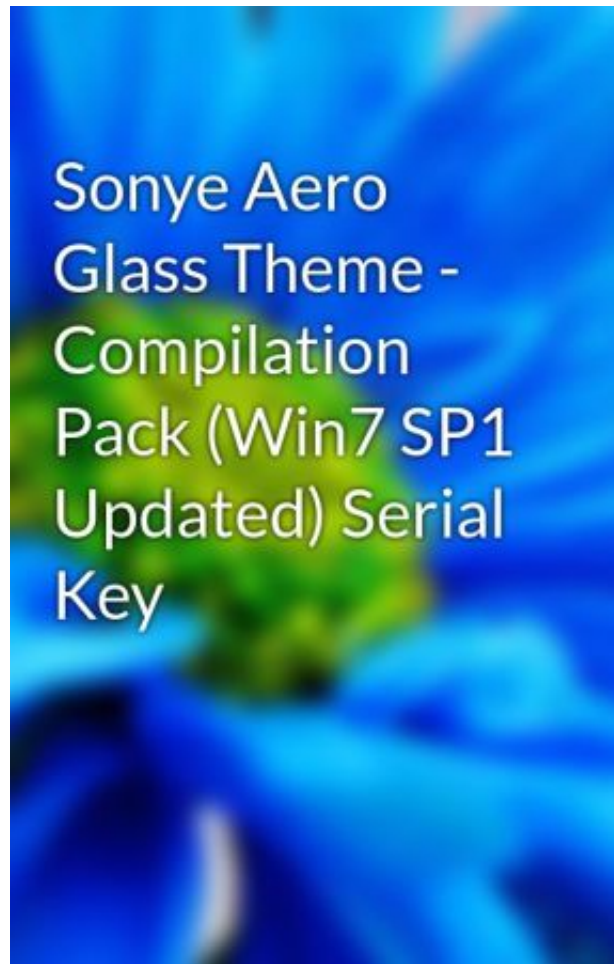 Sonye Aero
Glass Theme -
Compilation
Pack (Win7 SP1
Updated) Serial
Key